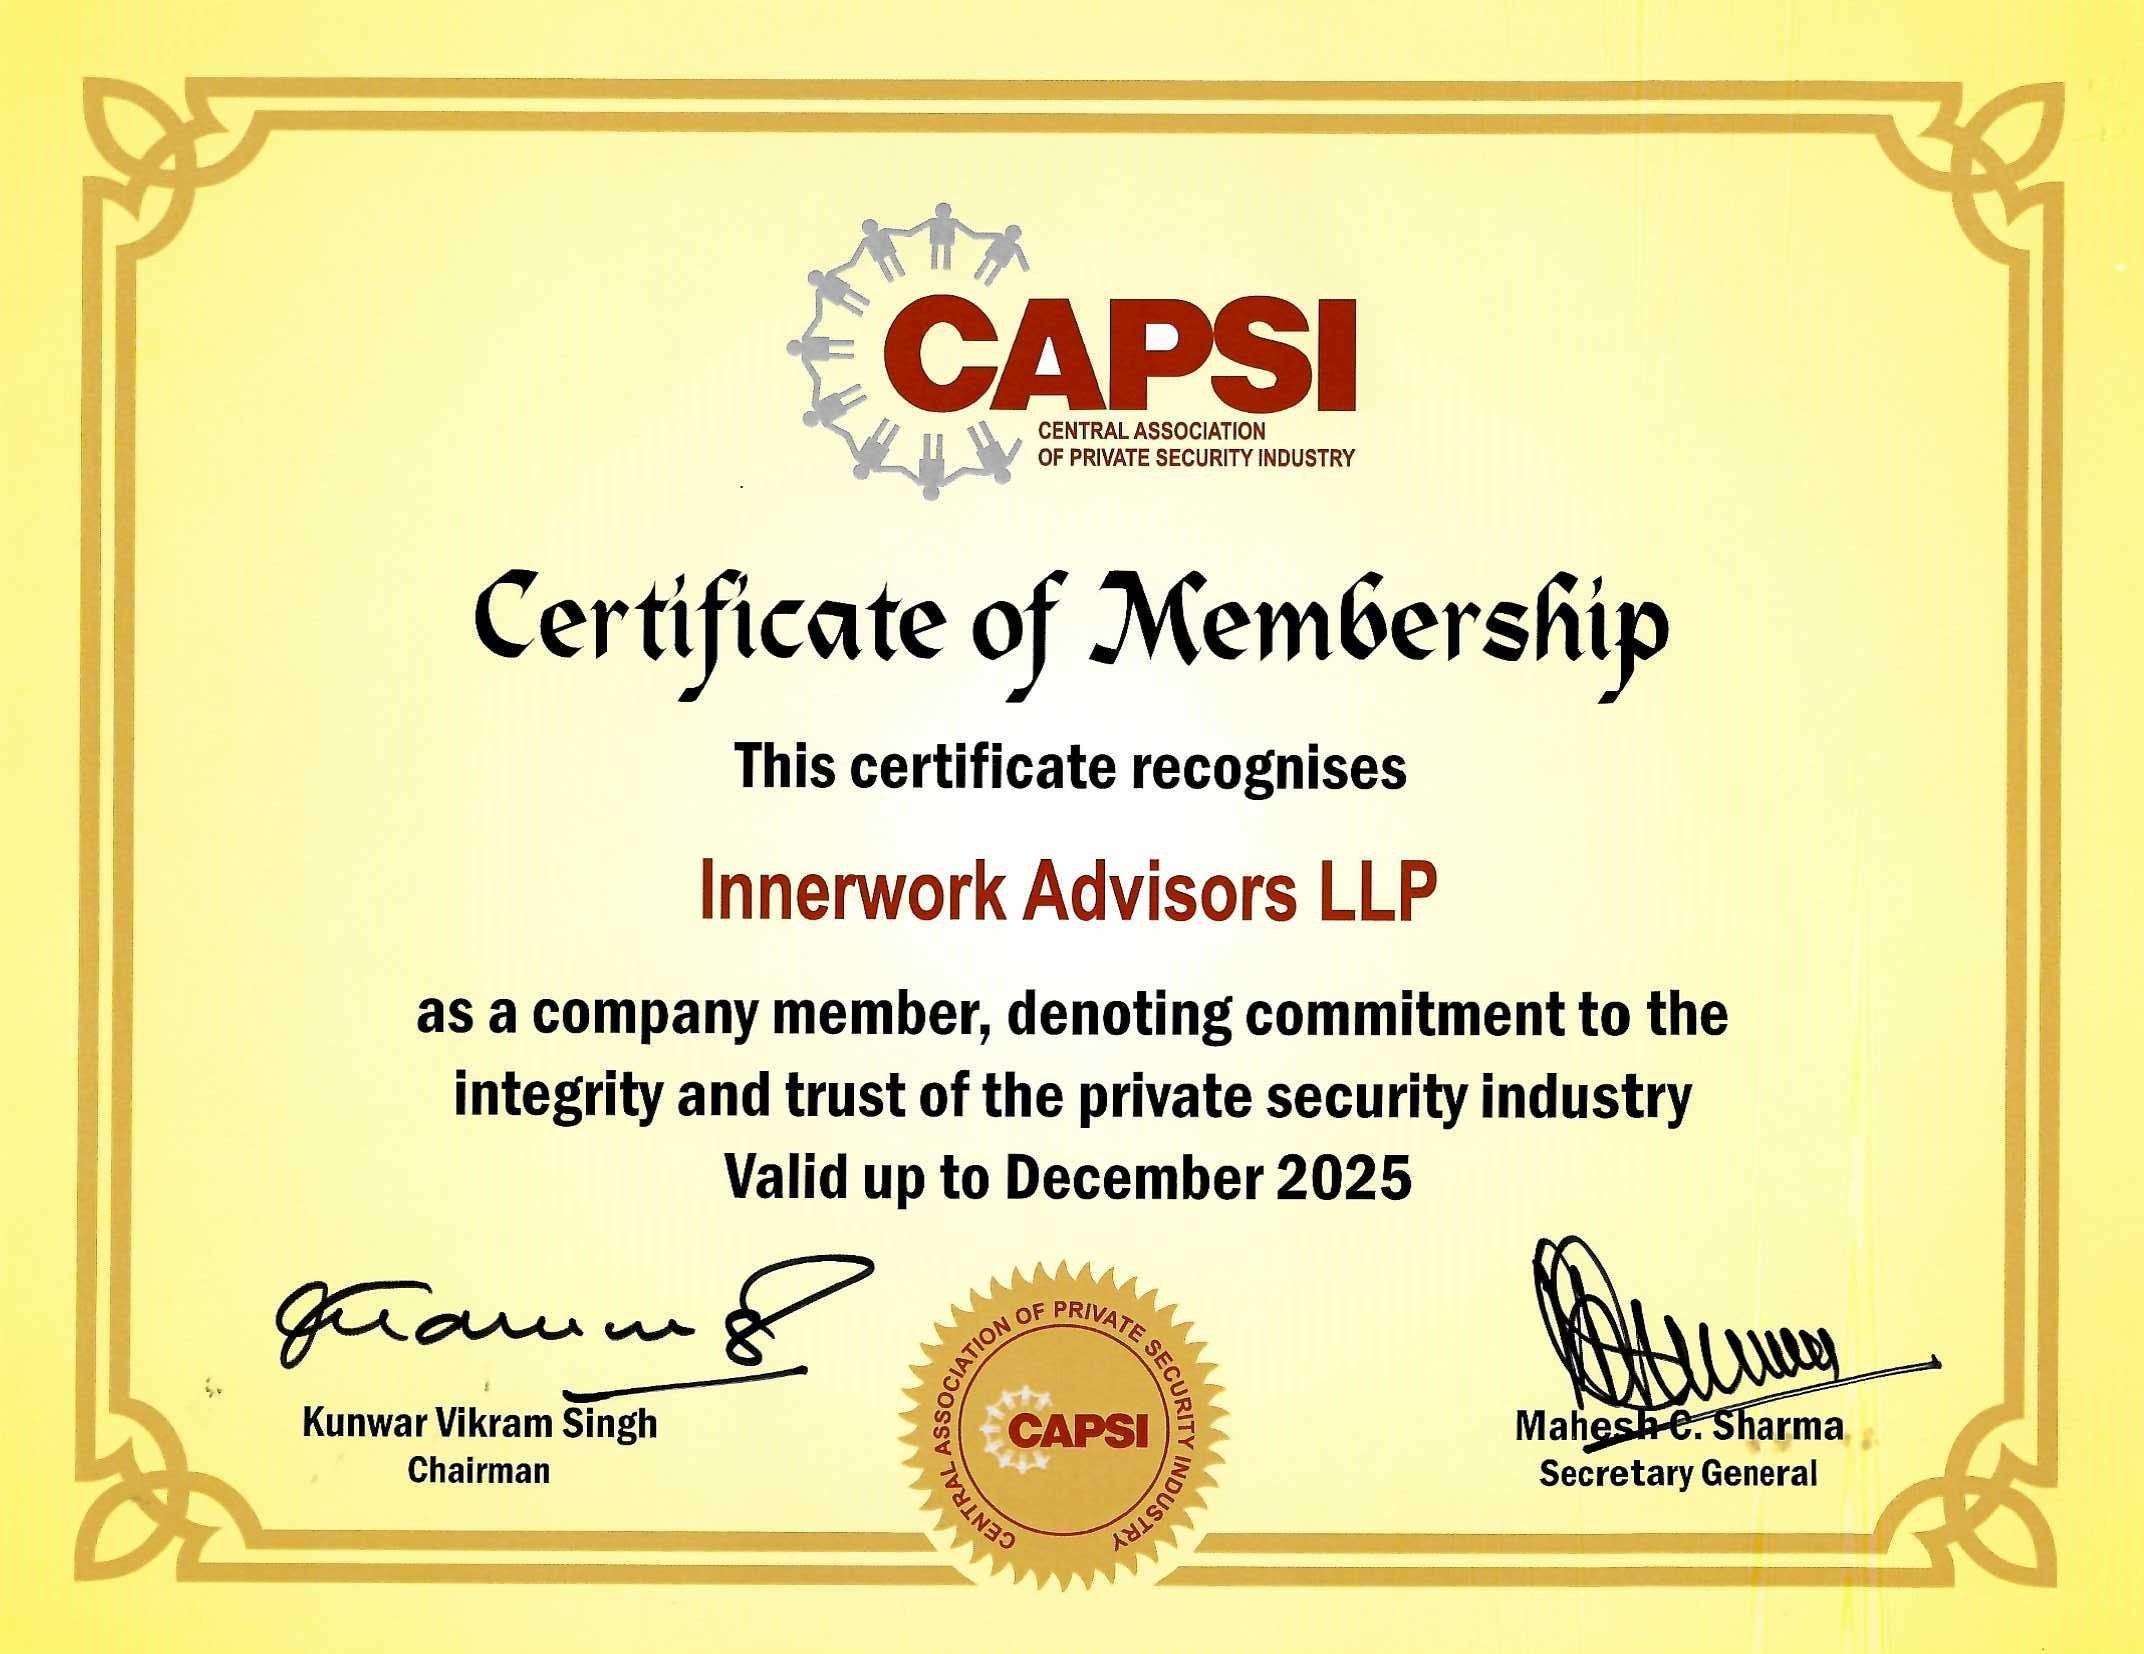 CAPSI
CENTRAL ASSOCIATION
OF PRIVATE SECURITY INDUSTRY
Certificate of Membership
This certificate recognises
Innerwork Advisors LLP
as a company member, denoting commitment to the
integrity and trust of the private security industry
Valid up to December 2025
Kunwar Vikram Singh
Chairman
CENTRAL ASSOCIATION OF PRIVATE SECURITY INDUSTRY
CAPSI
Mahesh C. Sharma
Secretary General